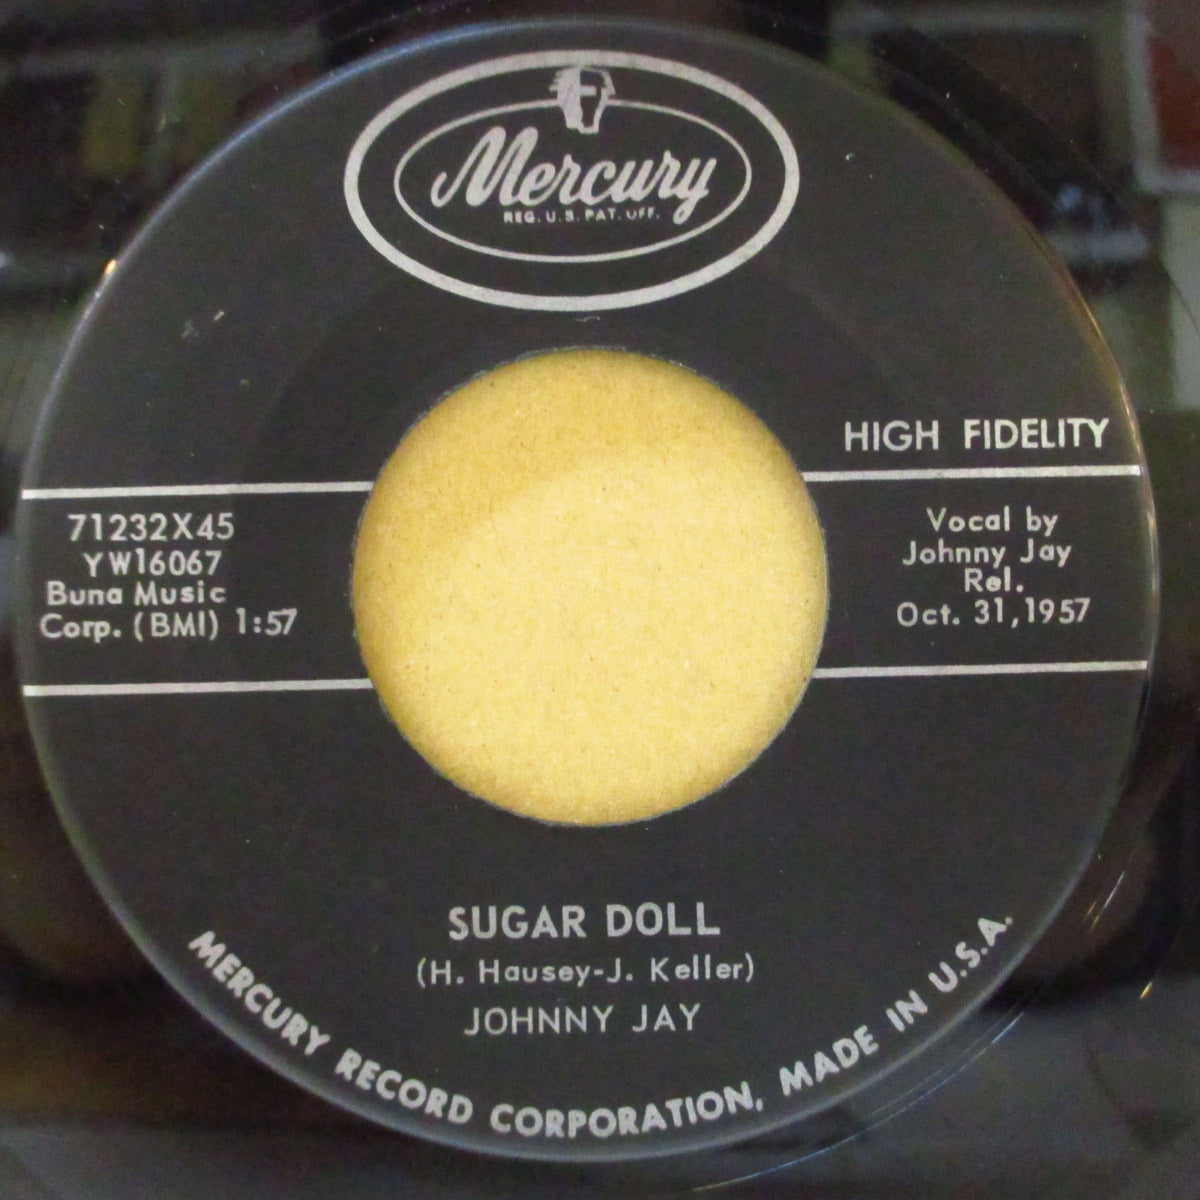 Mercury
REG. U.S. PAT. OFF.
HIGH FIDELITY
71232X45
YW16067
Buna Music
Corp. (BMI) 1:57
Vocal by
Johnny Jay
Rel.
Oct. 31, 1957
SUGAR DOLL
(H. Hausey-J. Keller)
JOHNNY JAY
MERCURY RECORD CORPORATION, MADE IN U.S.A.